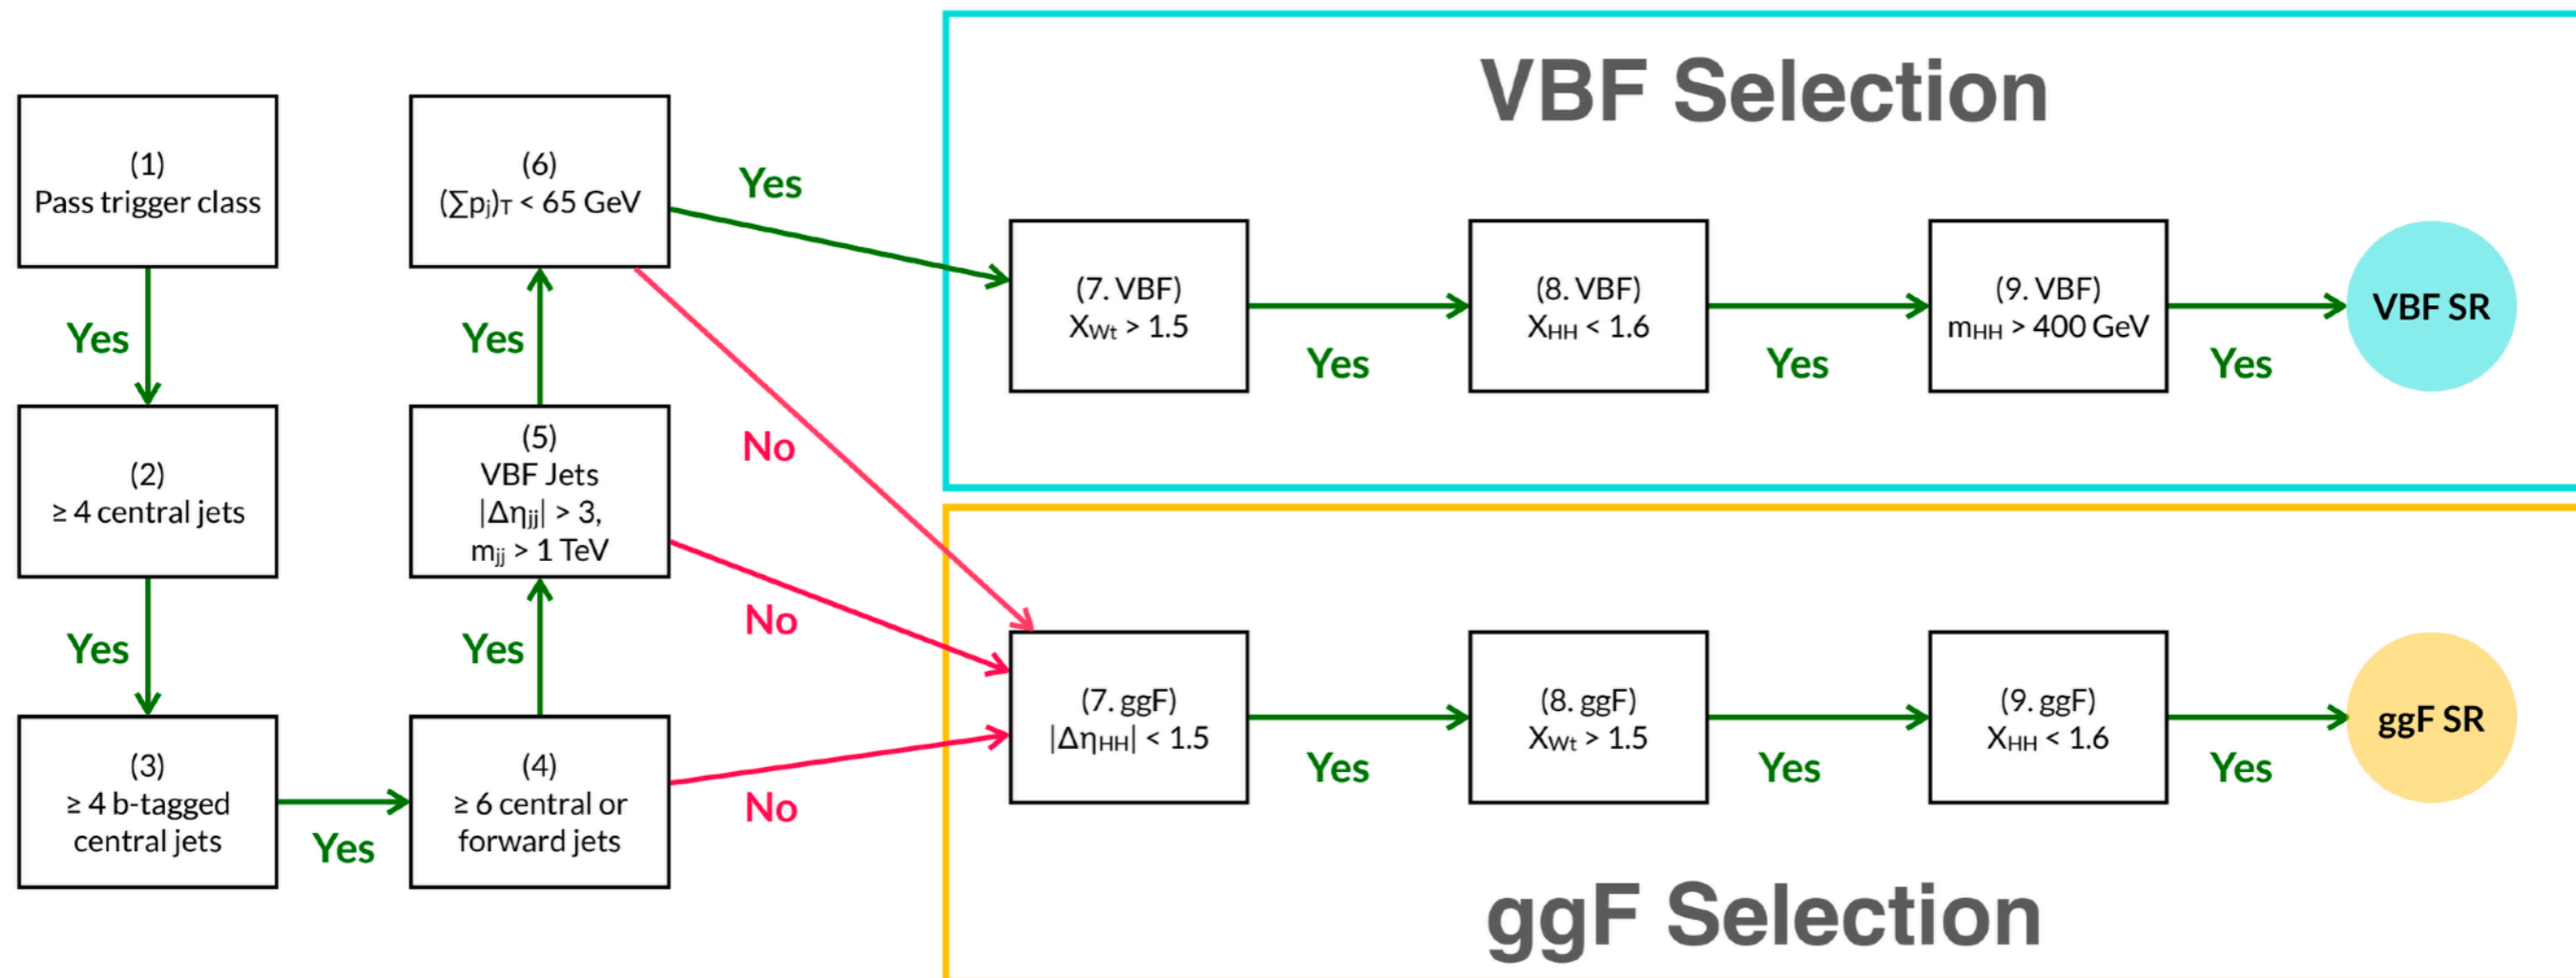 VBF Selection
(1)
Pass trigger class
Yes
(2)
≥ 4 central jets
Yes
(3)
≥ 4 b-tagged
central jets
Yes
(4)
≥ 6 central or
forward jets
Yes
No
(5)
VBF Jets
|Δηjj| > 3,
mjj > 1 TeV
Yes
No
(6)
(∑pj)T < 65 GeV
Yes
No
(7. VBF)
XWt > 1.5
Yes
(8. VBF)
XHH < 1.6
Yes
(9. VBF)
mHH > 400 GeV
Yes
VBF SR
(7. ggF)
|ΔηHH| < 1.5
Yes
(8. ggF)
XWt > 1.5
Yes
(9. ggF)
XHH < 1.6
Yes
ggF SR
ggF Selection